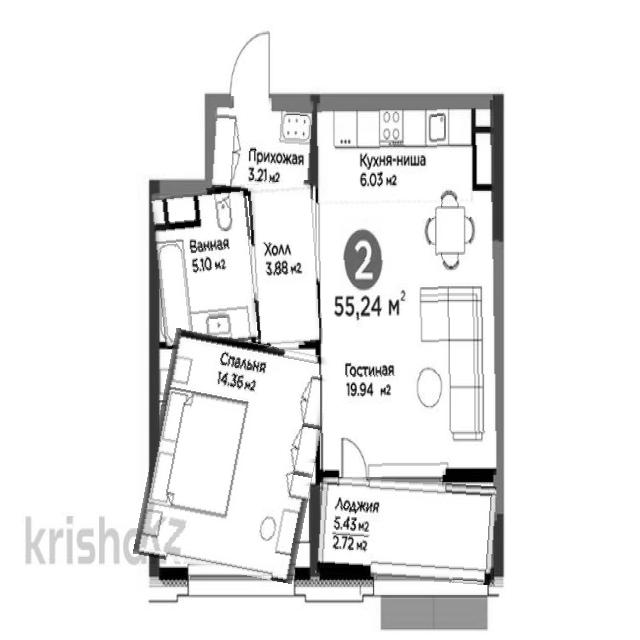 Прихожая
3.21 м2
Кухня-ниша
6.03 м2
Ванная
5.10 м2
Холл
3.88 м2
2
55,24 м2
Спальня
14.36 м2
Гостиная
19.94 м2
Лоджия
5.43 м2
2.72 м2
krisha.KZ